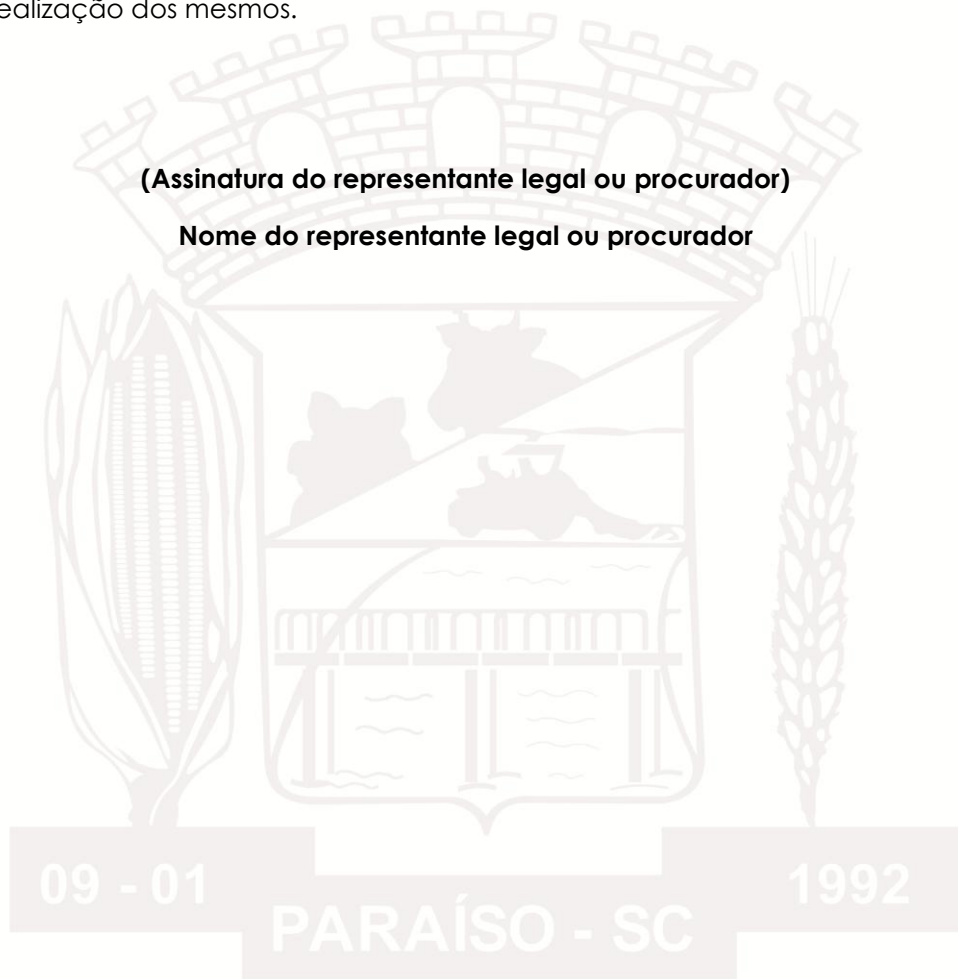 ealização dos mesmos.
(Assinatura do representante legal ou procurador)
Nome do representante legal ou procurador
09 - 01
1992
PARAÍSO - SC